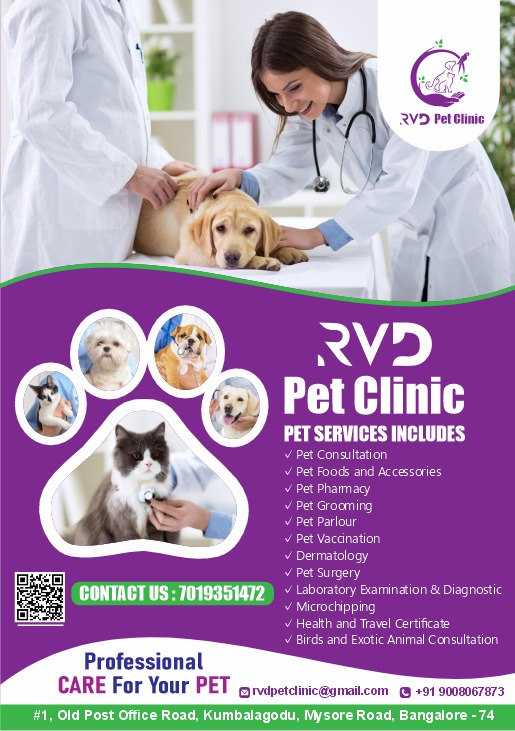 RVD Pet Clinic
RVD
Pet Clinic
PET SERVICES INCLUDES
✓ Pet Consultation
✓ Pet Foods and Accessories
✓ Pet Pharmacy
✓ Pet Grooming
✓ Pet Parlour
✓ Pet Vaccination
✓ Dermatology
✓ Pet Surgery
✓ Laboratory Examination & Diagnostic
✓ Microchipping
✓ Health and Travel Certificate
✓ Birds and Exotic Animal Consultation
CONTACT US : 7019351472
Professional
CARE For Your PET
rvdpetclinic@gmail.com +91 9008067873
#1, Old Post Office Road, Kumbalagodu, Mysore Road, Bangalore - 74